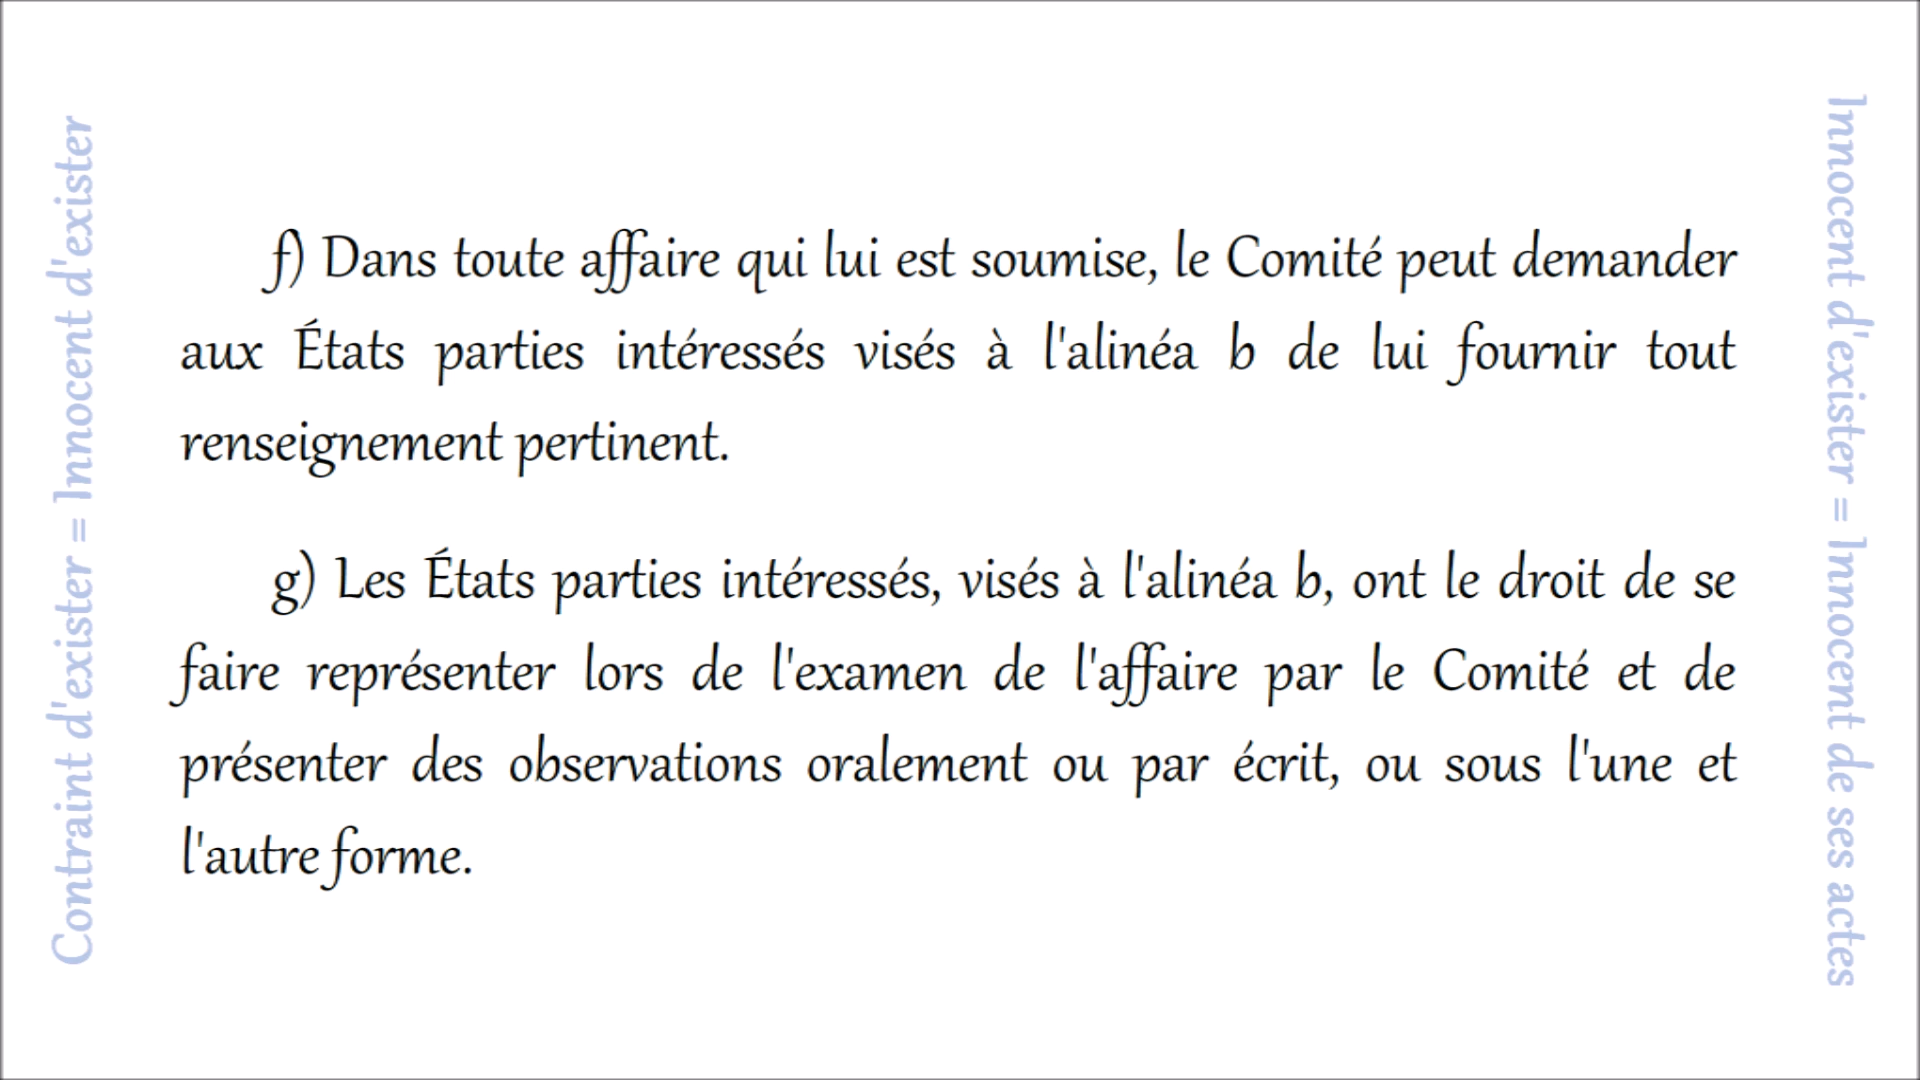 Contraint d'exister = Innocent d'exister
f) Dans toute affaire qui lui est soumise, le Comité peut demander
aux États parties intéressés visés à l'alinéa b de lui fournir tout
renseignement pertinent.
g) Les États parties intéressés, visés à l'alinéa b, ont le droit de se
faire représenter lors de l'examen de l'affaire par le Comité et de
présenter des observations oralement ou par écrit, ou sous l'une et
l'autre forme.
Innocent d'exister = Innocent de ses actes